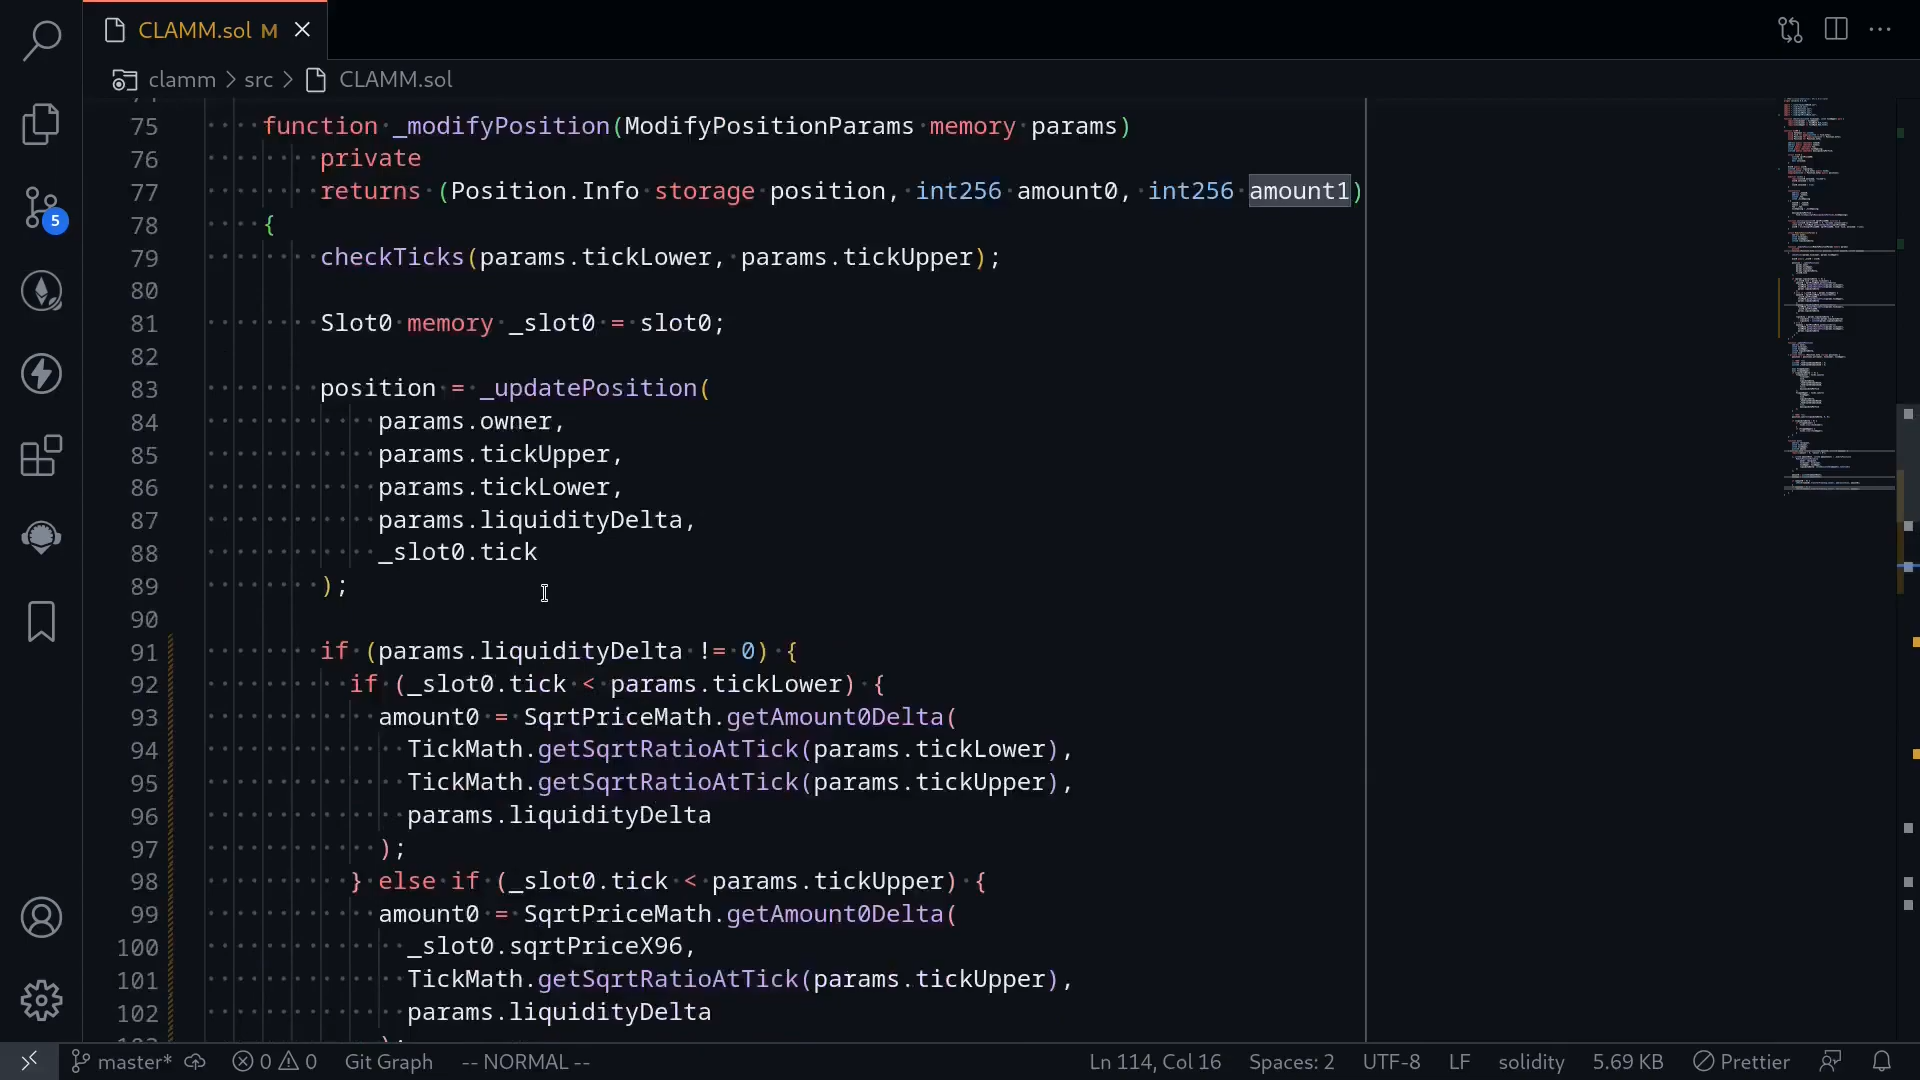 CLAMM.sol M
clamm > src > CLAMM.sol
75 function _modifyPosition(ModifyPositionParams memory params)
76 private
77 returns (Position.Info storage position, int256 amount0, int256 amount1)
78 {
79 checkTicks(params.tickLower, params.tickUpper);
80
81 Slot0 memory _slot0 = slot0;
82
83 position = _updatePosition(
84 params.owner,
85 params.tickUpper,
86 params.tickLower,
87 params.liquidityDelta,
88 _slot0.tick
89 );
90
91 if (params.liquidityDelta != 0) {
92 if (_slot0.tick < params.tickLower) {
93 amount0 = SqrtPriceMath.getAmount0Delta(
94 TickMath.getSqrtRatioAtTick(params.tickLower),
95 TickMath.getSqrtRatioAtTick(params.tickUpper),
96 params.liquidityDelta
97 );
98 } else if (_slot0.tick < params.tickUpper) {
99 amount0 = SqrtPriceMath.getAmount0Delta(
100 _slot0.sqrtPriceX96,
101 TickMath.getSqrtRatioAtTick(params.tickUpper),
102 params.liquidityDelta
5
master* 0 0 Git Graph -- NORMAL -- Ln 114, Col 16 Spaces: 2 UTF-8 LF solidity 5.69 KB Prettier